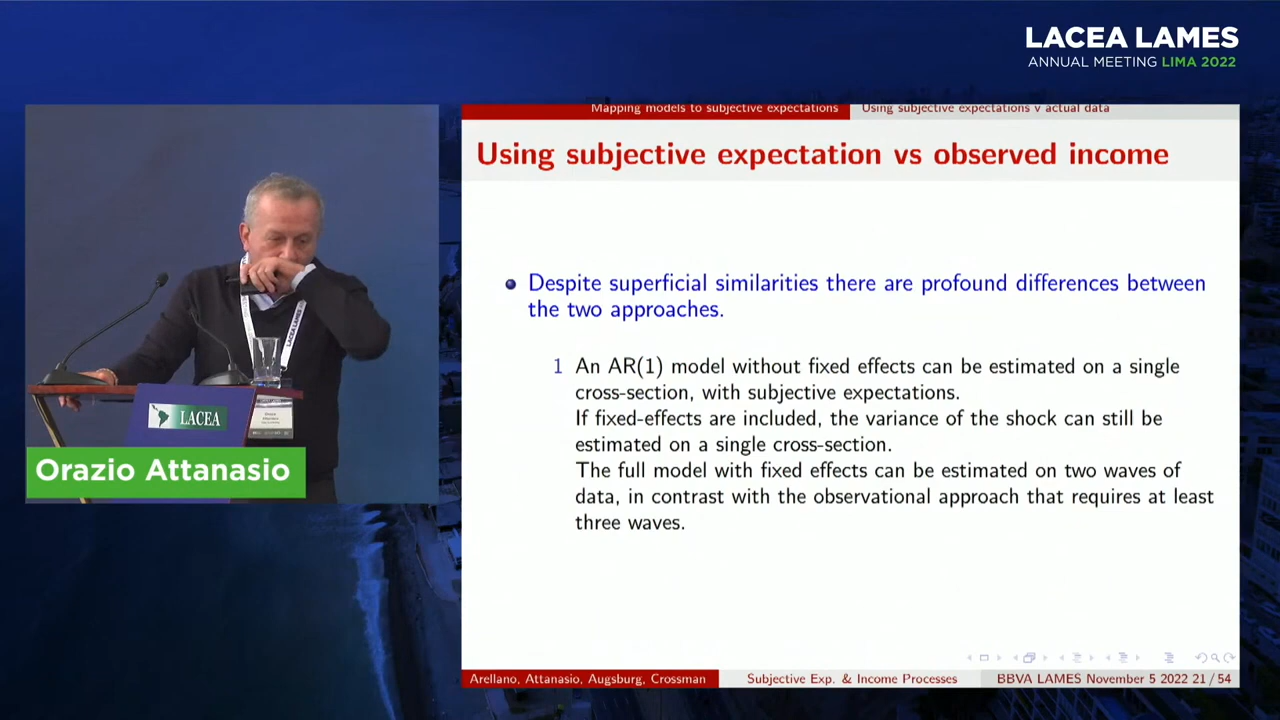 LACEA LAMES
ANNUAL MEETING LIMA 2022
Mapping models to subjective expectations
Using subjective expectations v actual data
Using subjective expectation vs observed income
Despite superficial similarities there are profound differences between
the two approaches.
1 An AR(1) model without fixed effects can be estimated on a single
cross-section, with subjective expectations.
If fixed-effects are included, the variance of the shock can still be
estimated on a single cross-section.
The full model with fixed effects can be estimated on two waves of
data, in contrast with the observational approach that requires at least
three waves.
LACEA LAMES
LACEA
Orazio Attanasio
Arellano, Attanasio, Augsburg, Crossman
Subjective Exp. & Income Processes
BBVA LAMES November 5 2022 21 / 54